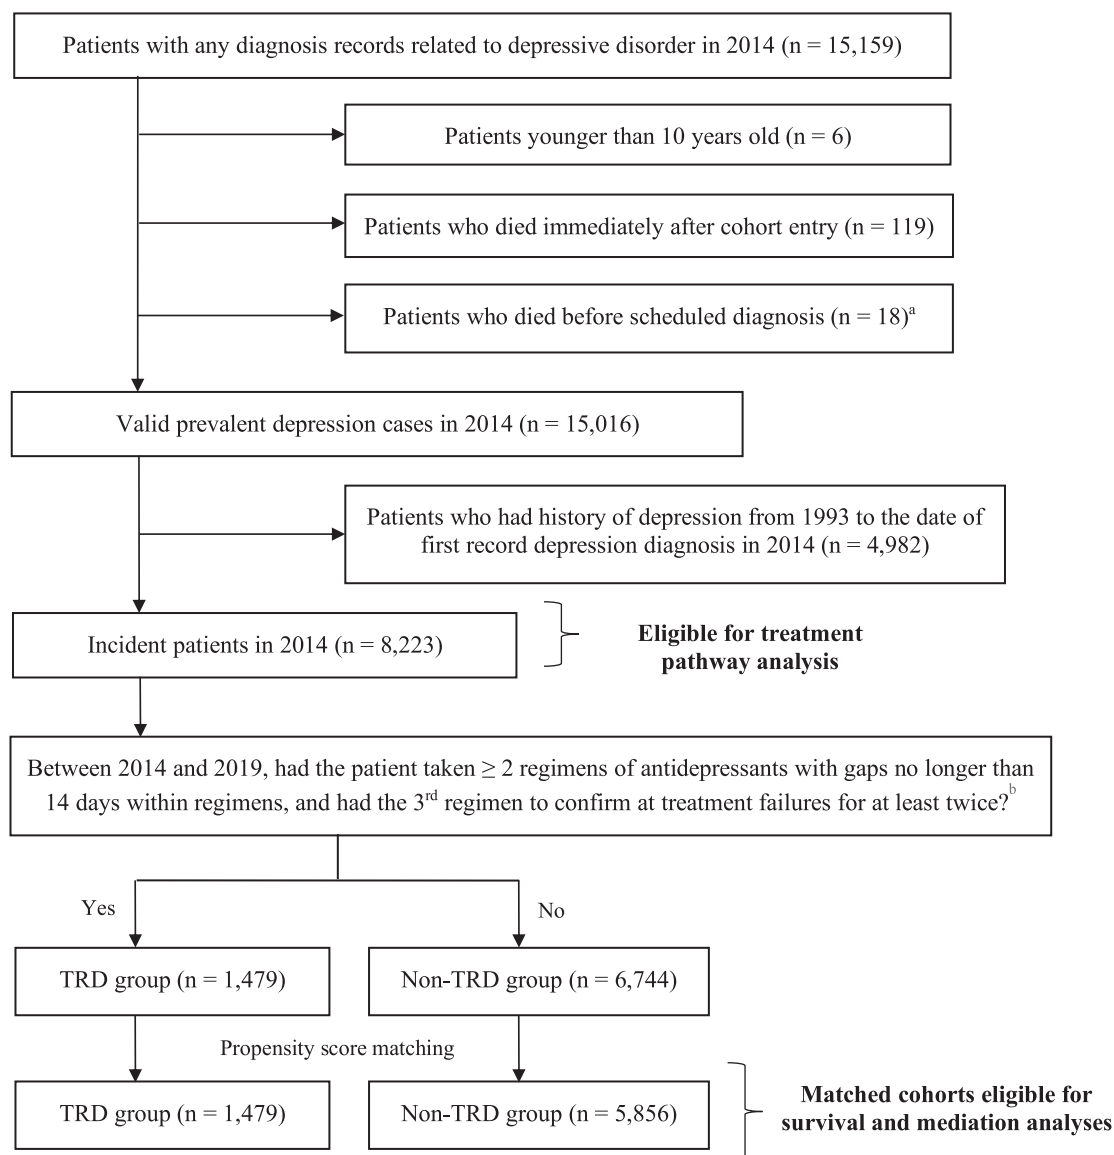 Patients with any diagnosis records related to depressive disorder in 2014 (n = 15,159)
Patients younger than 10 years old (n = 6)
Patients who died immediately after cohort entry (n = 119)
Patients who died before scheduled diagnosis (n = 18)a
Valid prevalent depression cases in 2014 (n = 15,016)
Patients who had history of depression from 1993 to the date of
first record depression diagnosis in 2014 (n = 4,982)
Incident patients in 2014 (n = 8,223)
Eligible for treatment
pathway analysis
Between 2014 and 2019, had the patient taken ≥ 2 regimens of antidepressants with gaps no longer than
14 days within regimens, and had the 3rd regimen to confirm at treatment failures for at least twice?b
Yes
No
TRD group (n = 1,479)
Non-TRD group (n = 6,744)
Propensity score matching
TRD group (n = 1,479)
Non-TRD group (n = 5,856)
Matched cohorts eligible for
survival and mediation analyses